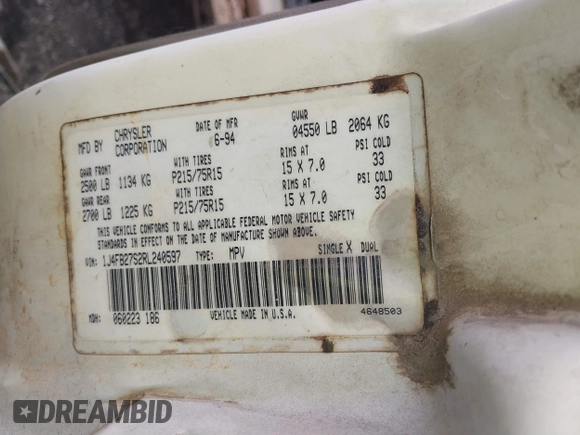 MFD BY CHRYSLER CORPORATION DATE OF MFR 6-94 GVWR 04550 LB 2064 KG
GAWR FRONT 2500 LB 1134 KG WITH TIRES P215/75R15 RIMS AT 15 X 7.0 PSI COLD 33
GAWR REAR 2700 LB 1225 KG WITH TIRES P215/75R15 RIMS AT 15 X 7.0 PSI COLD 33
THIS VEHICLE CONFORMS TO ALL APPLICABLE FEDERAL MOTOR VEHICLE SAFETY
STANDARDS IN EFFECT ON THE DATE OF MANUFACTURE SHOWN ABOVE.
VIN: 1J4FB27S2RL240597 TYPE: MPV SINGLE X DUAL
MDH: 060223 186 VEHICLE MADE IN U.S.A. 4648503
DREAMBID